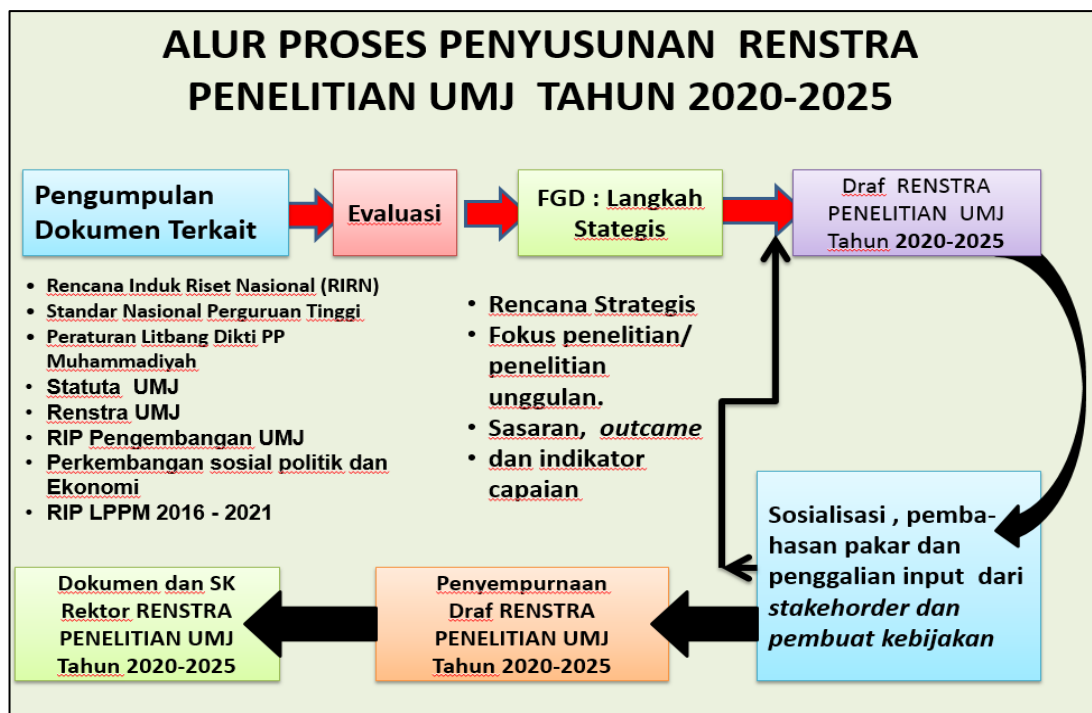 ALUR PROSES PENYUSUNAN RENSTRA
PENELITIAN UMJ TAHUN 2020-2025
Pengumpulan
Dokumen Terkait
Evaluasi
FGD : Langkah
Stategis
Draf RENSTRA
PENELITIAN UMJ
Tahun 2020-2025
• Rencana Induk Riset Nasional (RIRN)
• Standar Nasional Perguruan Tinggi
• Peraturan Litbang Dikti PP
Muhammadiyah
• Statuta UMJ
• Renstra UMJ
• RIP Pengembangan UMJ
• Perkembangan sosial politik dan
Ekonomi
• RIP LPPM 2016 - 2021
• Rencana Strategis
• Fokus penelitian/
penelitian
unggulan.
• Sasaran, outcame
• dan indikator
capaian
Sosialisasi , pemba-
hasan pakar dan
penggalian input dari
stakehorder dan
pembuat kebijakan
Penyempurnaan
Draf RENSTRA
PENELITIAN UMJ
Tahun 2020-2025
Dokumen dan SK
Rektor RENSTRA
PENELITIAN UMJ
Tahun 2020-2025